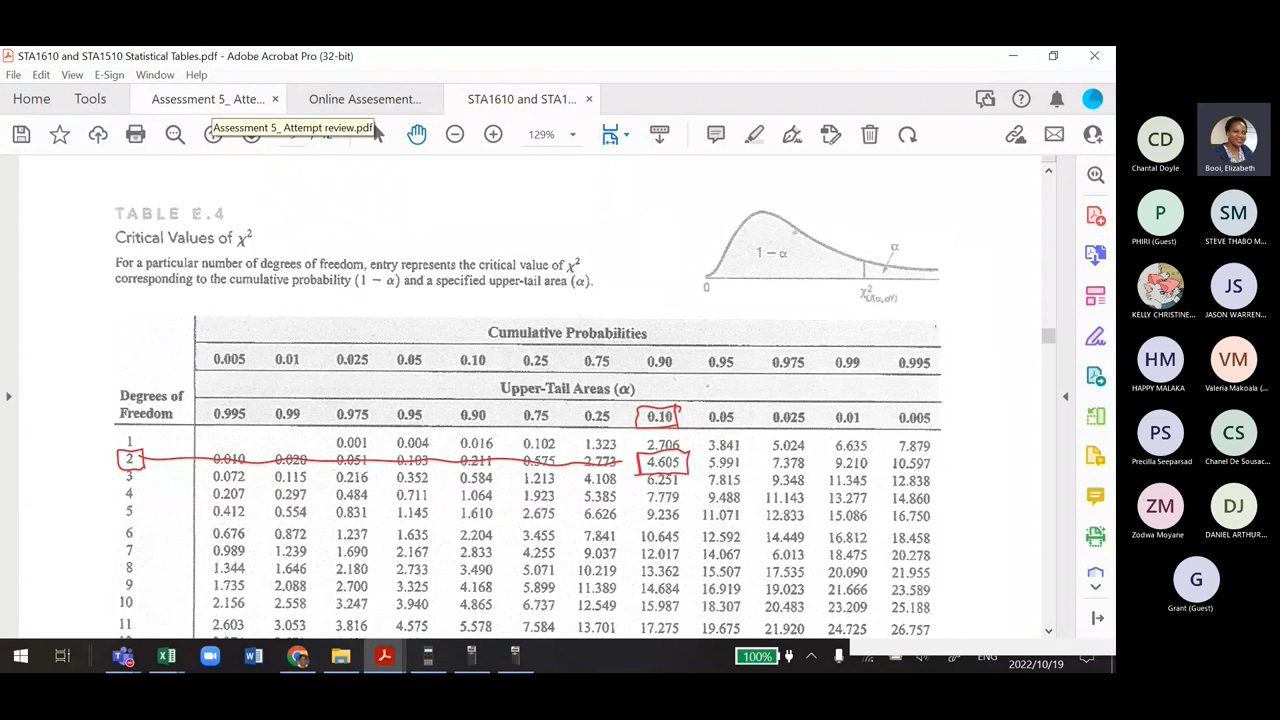 STA1610 and STA1510 Statistical Tables.pdf - Adobe Acrobat Pro (32-bit)
File Edit View E-Sign Window Help
Home Tools Assessment 5_ Atte... × Online Assesement... STA1610 and STA1... ×
Assessment 5_ Attempt review.pdf
129%
TABLE E.4
Critical Values of χ²
For a particular number of degrees of freedom, entry represents the critical value of χ²
corresponding to the cumulative probability (1 − α) and a specified upper-tail area (α).
1 − α
α
0
χ²U(α,df)
Cumulative Probabilities
0.005 0.01 0.025 0.05 0.10 0.25 0.75 0.90 0.95 0.975 0.99 0.995
Upper-Tail Areas (α)
Degrees of
Freedom 0.995 0.99 0.975 0.95 0.90 0.75 0.25 0.10 0.05 0.025 0.01 0.005
1 0.001 0.004 0.016 0.102 1.323 2.706 3.841 5.024 6.635 7.879
2 0.010 0.020 0.051 0.103 0.211 0.575 2.773 4.605 5.991 7.378 9.210 10.597
3 0.072 0.115 0.216 0.352 0.584 1.213 4.108 6.251 7.815 9.348 11.345 12.838
4 0.207 0.297 0.484 0.711 1.064 1.923 5.385 7.779 9.488 11.143 13.277 14.860
5 0.412 0.554 0.831 1.145 1.610 2.675 6.626 9.236 11.071 12.833 15.086 16.750
6 0.676 0.872 1.237 1.635 2.204 3.455 7.841 10.645 12.592 14.449 16.812 18.458
7 0.989 1.239 1.690 2.167 2.833 4.255 9.037 12.017 14.067 6.013 18.475 20.278
8 1.344 1.646 2.180 2.733 3.490 5.071 10.219 13.362 15.507 17.535 20.090 21.955
9 1.735 2.088 2.700 3.325 4.168 5.899 11.389 14.684 16.919 19.023 21.666 23.589
10 2.156 2.558 3.247 3.940 4.865 6.737 12.549 15.987 18.307 20.483 23.209 25.188
11 2.603 3.053 3.816 4.575 5.578 7.584 13.701 17.275 19.675 21.920 24.725 26.757
100%
ENG
2022/10/19
CD
Chantal Doyle
Booi, Elizabeth
P
PHIRI (Guest)
SM
STEVE THABO M...
KELLY CHRISTINE...
JS
JASON WARREN...
HM
HAPPY MALAKA
VM
Valeria Makoala (...
PS
Precilla Seeparsad
CS
Chanel De Sousac...
ZM
Zodwa Moyane
DJ
DANIEL ARTHUR...
G
Grant (Guest)